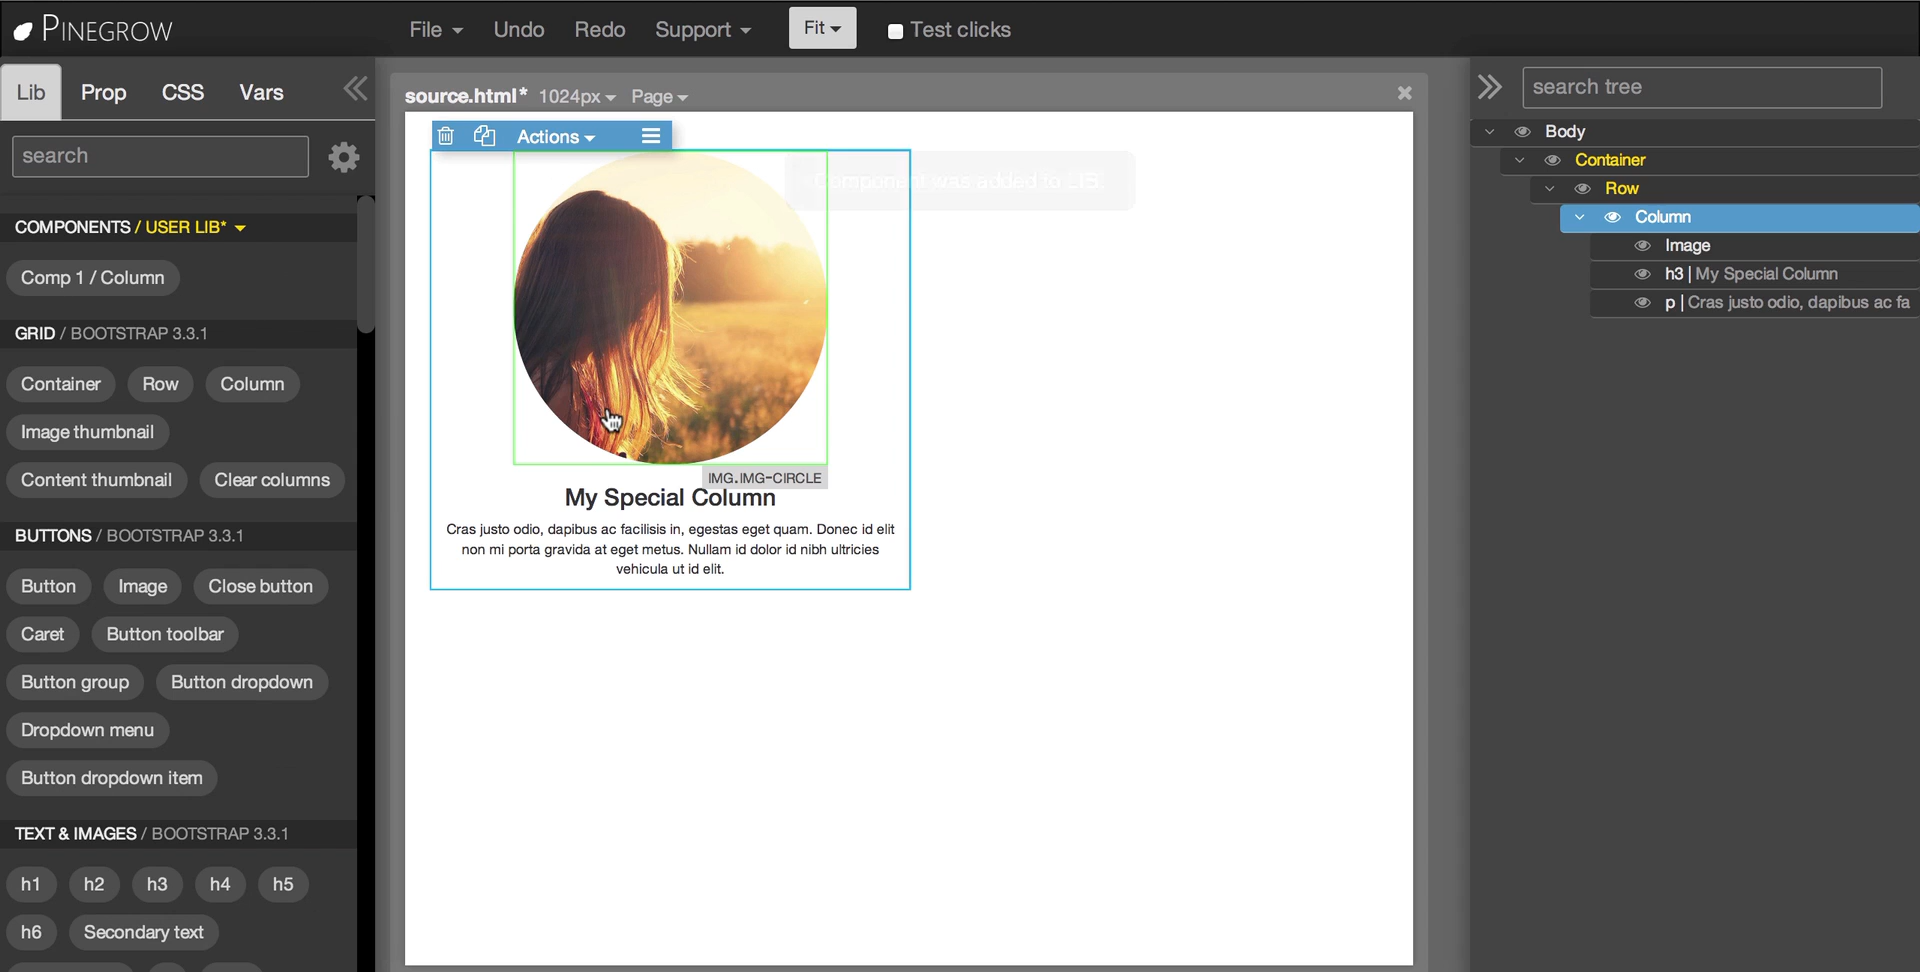 PINEGROW
File Undo Redo Support Fit Test clicks
Lib Prop CSS Vars
search
COMPONENTS / USER LIB*
Comp 1 / Column
GRID / BOOTSTRAP 3.3.1
Container Row Column
Image thumbnail
Content thumbnail Clear columns
BUTTONS / BOOTSTRAP 3.3.1
Button Image Close button
Caret Button toolbar
Button group Button dropdown
Dropdown menu
Button dropdown item
TEXT & IMAGES / BOOTSTRAP 3.3.1
h1 h2 h3 h4 h5
h6 Secondary text
source.html* 1024px Page
Actions
Component was added to LIB.
IMG.IMG-CIRCLE
My Special Column
Cras justo odio, dapibus ac facilisis in, egestas eget quam. Donec id elit
non mi porta gravida at eget metus. Nullam id dolor id nibh ultricies
vehicula ut id elit.
search tree
Body
Container
Row
Column
Image
h3 | My Special Column
p | Cras justo odio, dapibus ac fa